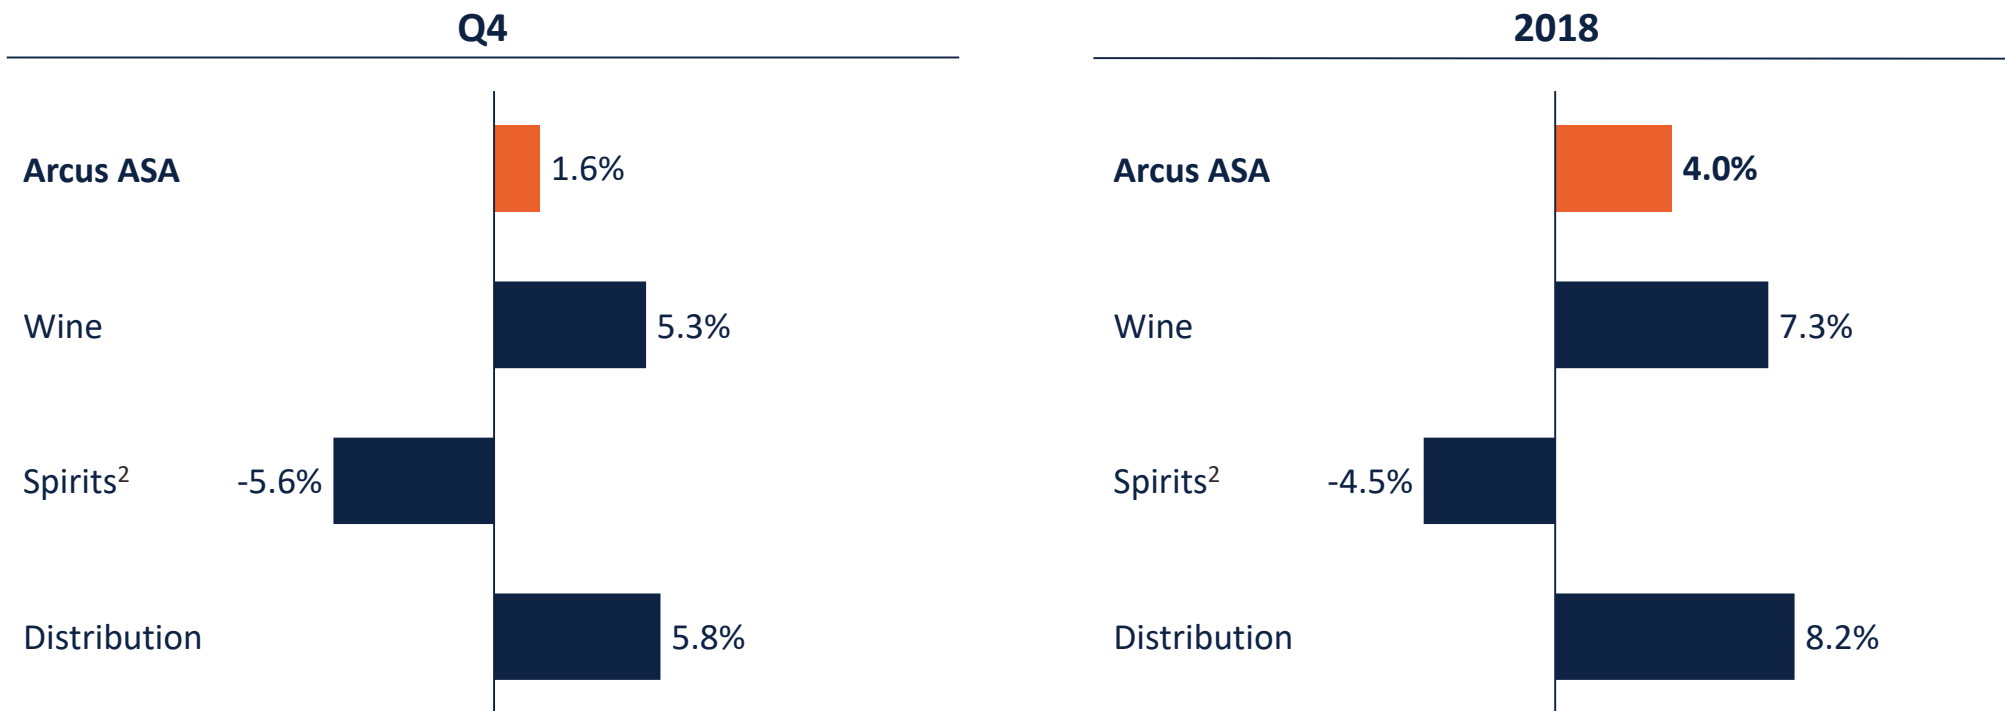 Q4
Arcus ASA 1.6%
Wine 5.3%
Spirits² -5.6%
Distribution 5.8%
2018
Arcus ASA 4.0%
Wine 7.3%
Spirits² -4.5%
Distribution 8.2%